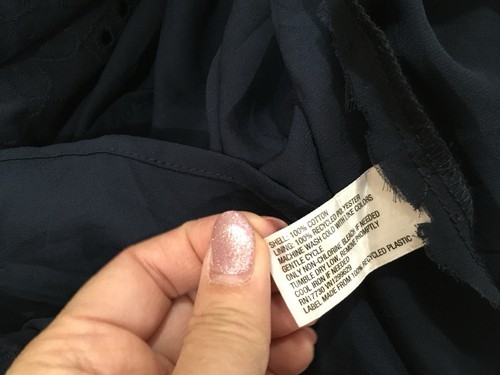 SHELL: 100% COTTON
LINING: 100% RECYCLED POLYESTER
MACHINE WASH COLD WITH LIKE COLORS
GENTLE CYCLE
ONLY NON-CHLORINE BLEACH IF NEEDED
TUMBLE DRY LOW, REMOVE PROMPTLY
COOL IRON IF NEEDED
RN17730
LABEL MADE FROM 100% RECYCLED PLASTIC